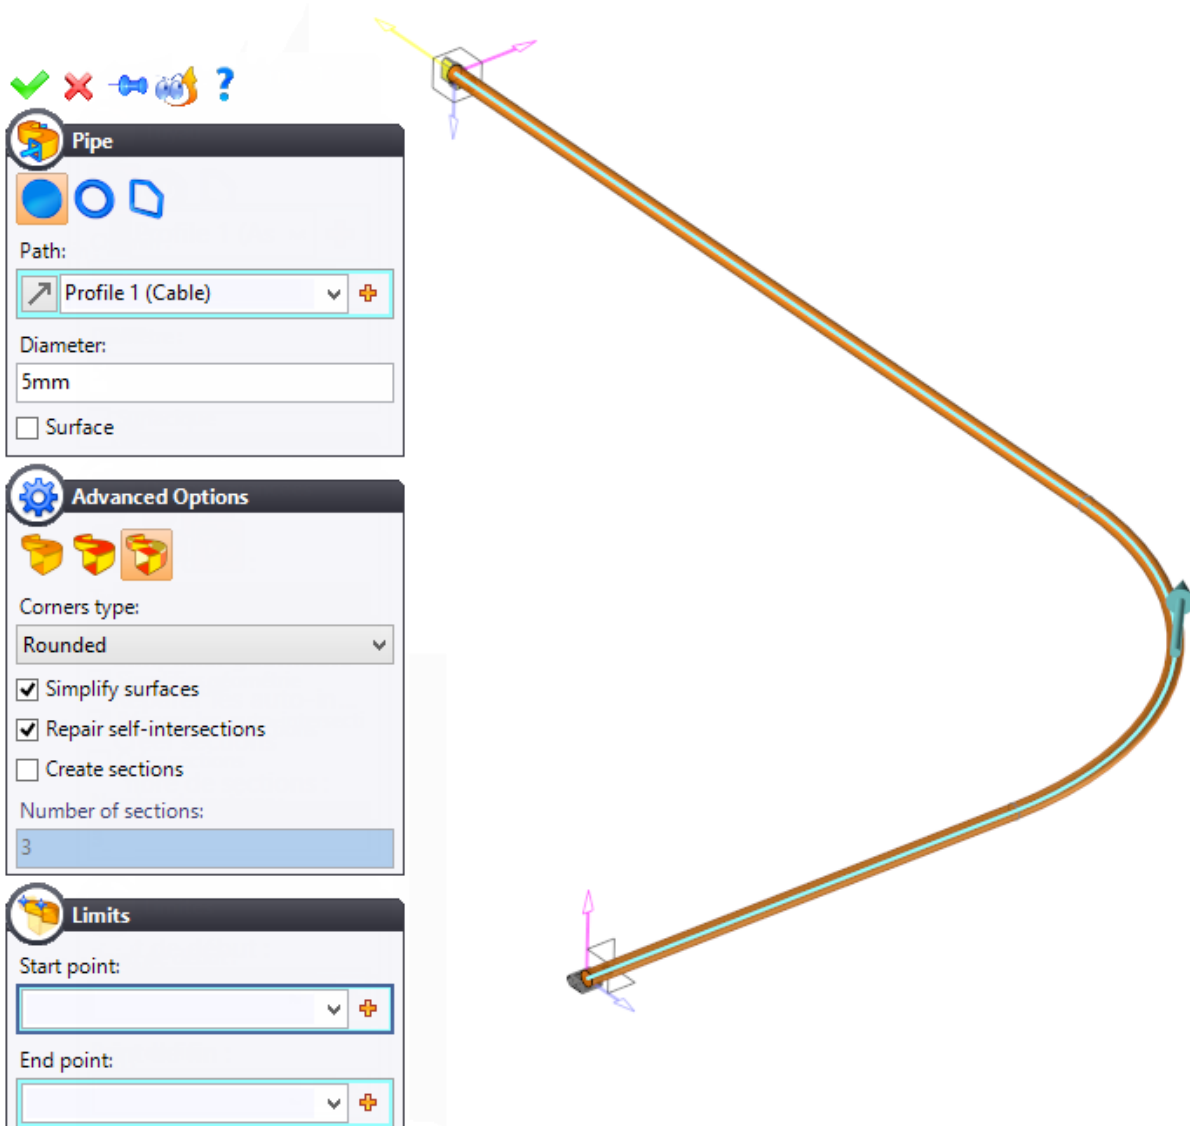 Pipe
Path:
Profile 1 (Cable)
Diameter:
5mm
Surface
Advanced Options
Corners type:
Rounded
Simplify surfaces
Repair self-intersections
Create sections
Number of sections:
3
Limits
Start point:
End point: